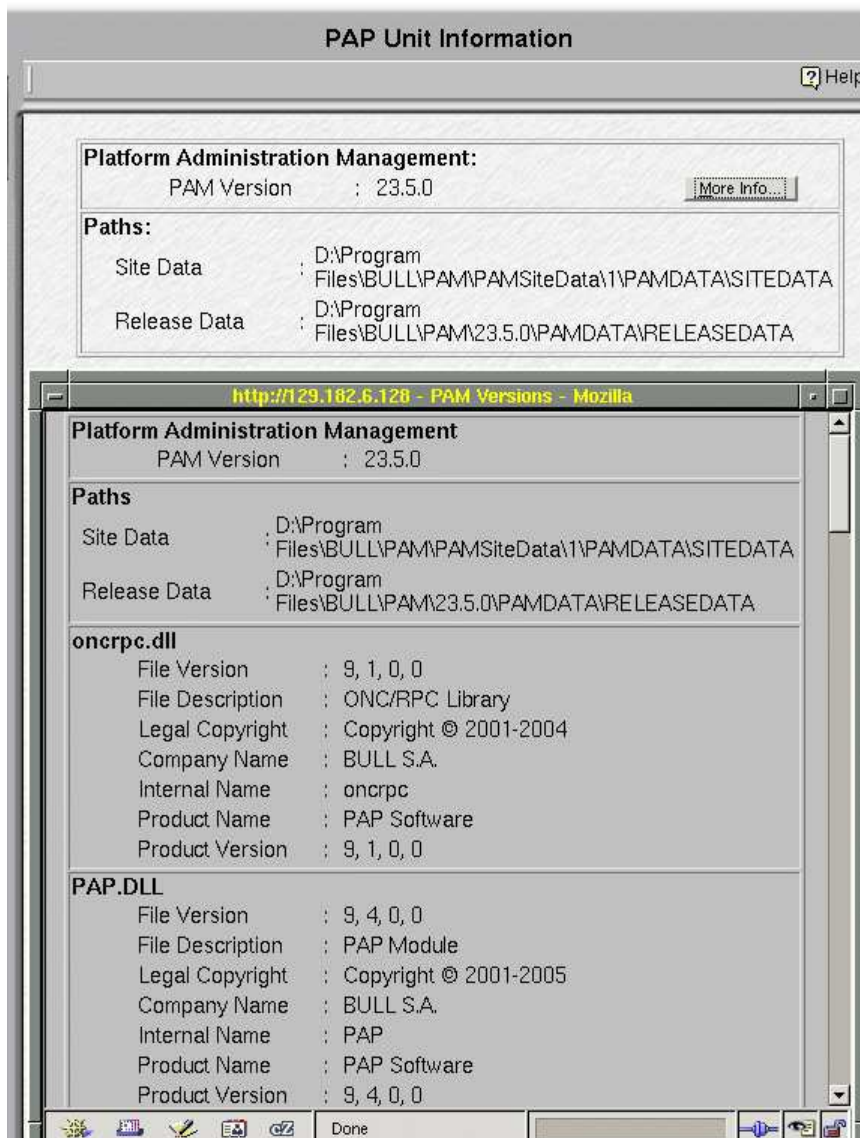 PAP Unit Information
Help
Platform Administration Management:
PAM Version : 23.5.0
More Info...
Paths:
Site Data : D:\Program
Files\BULL\PAM\PAMSiteData\1\PAMDATA\SITEDATA
Release Data : D:\Program
Files\BULL\PAM\23.5.0\PAMDATA\RELEASEDATA
http://129.182.6.128 - PAM Versions - Mozilla
Platform Administration Management
PAM Version : 23.5.0
Paths
Site Data : D:\Program
Files\BULL\PAM\PAMSiteData\1\PAMDATA\SITEDATA
Release Data : D:\Program
Files\BULL\PAM\23.5.0\PAMDATA\RELEASEDATA
oncrpc.dll
File Version : 9, 1, 0, 0
File Description : ONC/RPC Library
Legal Copyright : Copyright © 2001-2004
Company Name : BULL S.A.
Internal Name : oncrpc
Product Name : PAP Software
Product Version : 9, 1, 0, 0
PAP.DLL
File Version : 9, 4, 0, 0
File Description : PAP Module
Legal Copyright : Copyright © 2001-2005
Company Name : BULL S.A.
Internal Name : PAP
Product Name : PAP Software
Product Version : 9, 4, 0, 0
Done